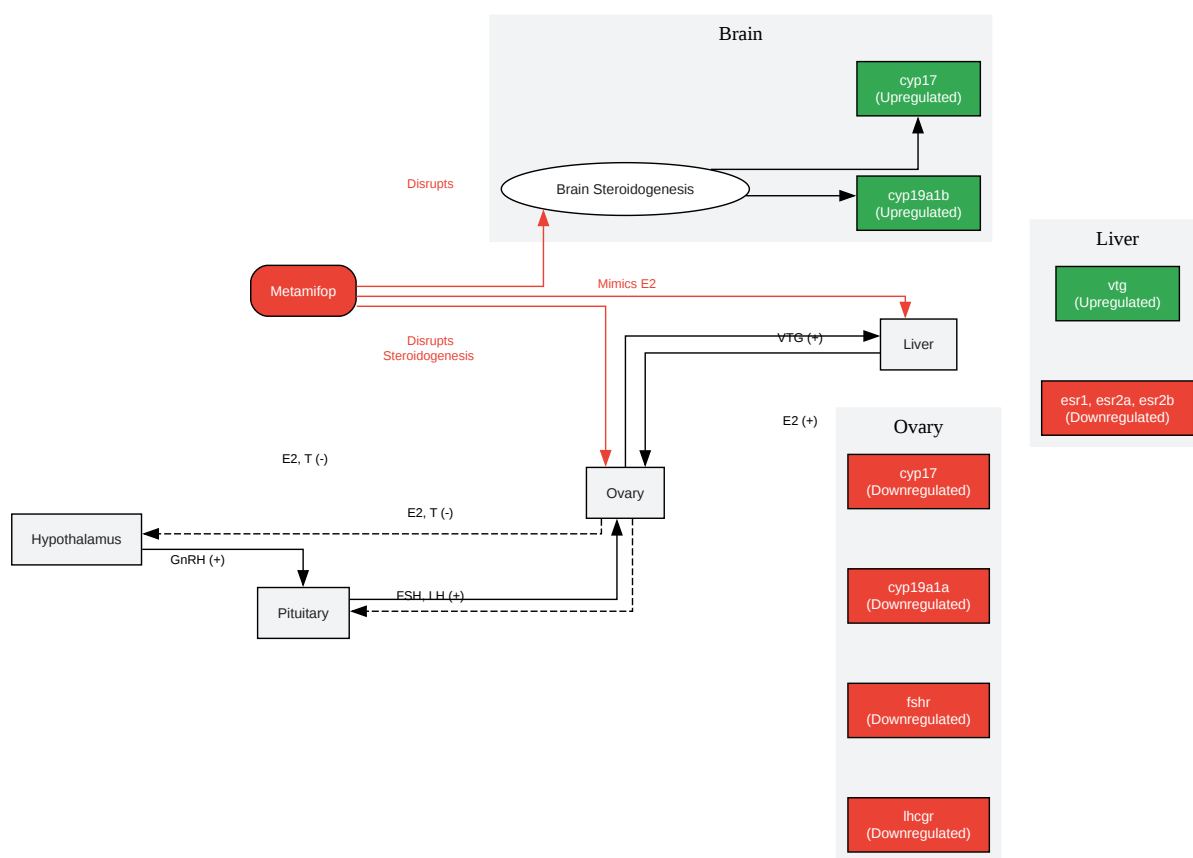 Brain
cyp17
(Upregulated)
Disrupts
Brain Steroidogenesis
cyp19a1b
(Upregulated)
Liver
Metamifop
Mimics E2
vtg
(Upregulated)
Disrupts
Steroidogenesis
VTG (+)
Liver
esr1, esr2a, esr2b
(Downregulated)
E2 (+)
Ovary
E2, T (-)
cyp17
(Downregulated)
Ovary
E2, T (-)
Hypothalamus
GnRH (+)
cyp19a1a
(Downregulated)
FSH, LH (+)
Pituitary
fshr
(Downregulated)
lhcgr
(Downregulated)